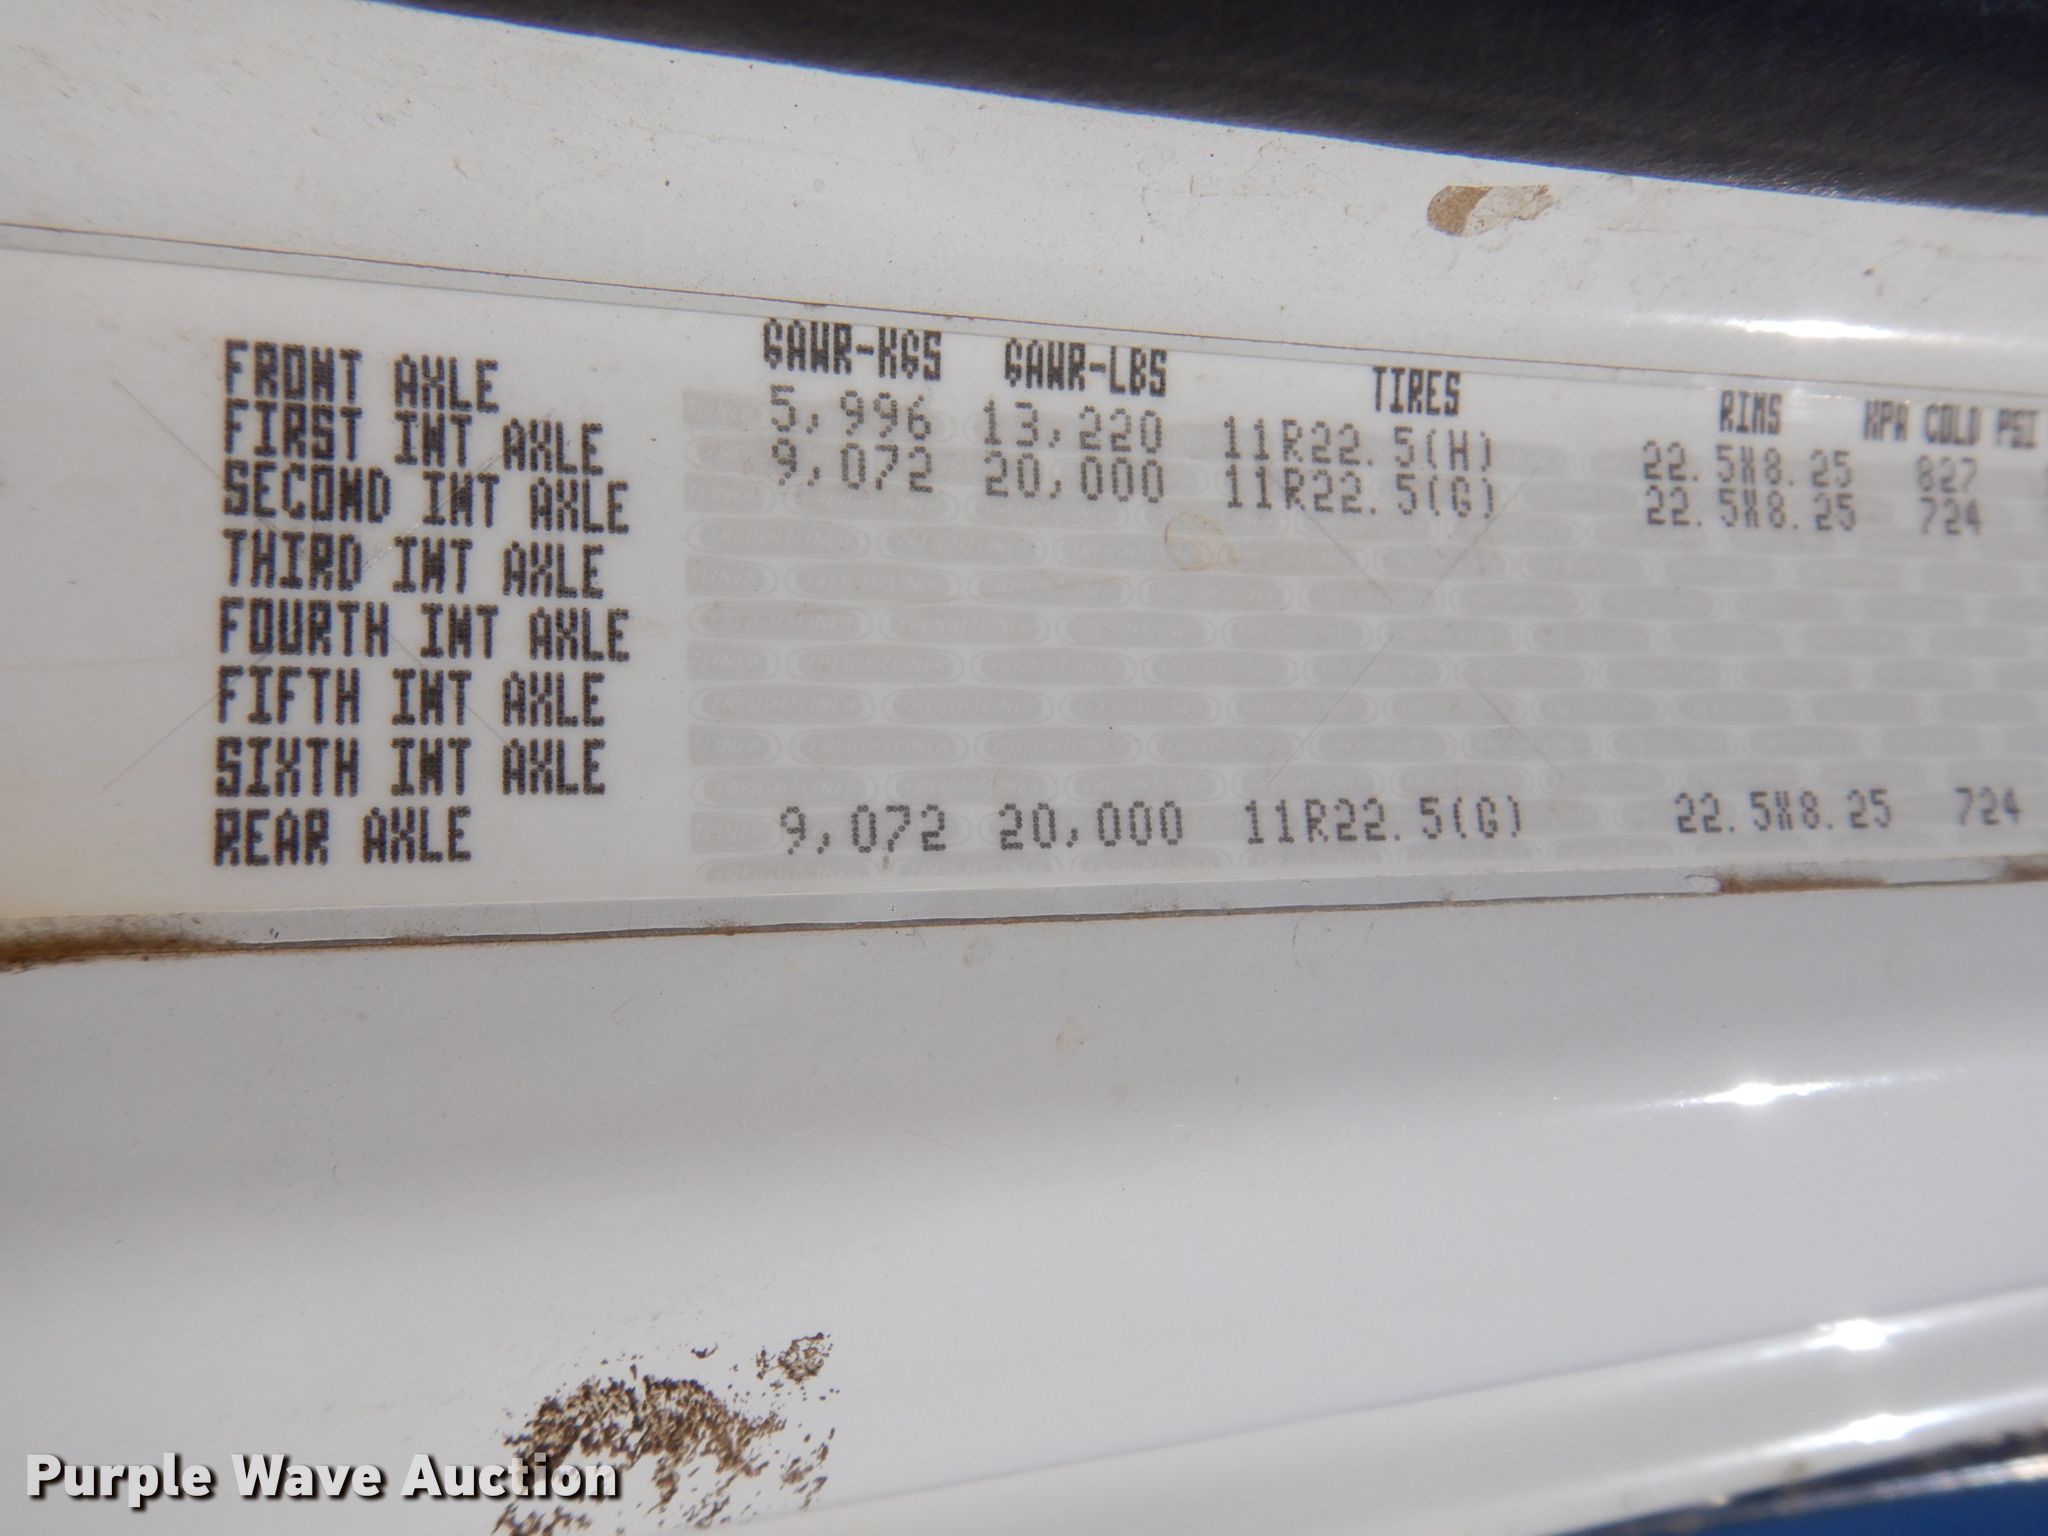 GAWR-KGS GAWR-LBS TIRES RIMS KPA COLD PSI
FRONT AXLE 5,996 13,220 11R22.5(H) 22.5X8.25 827
FIRST INT AXLE 9,072 20,000 11R22.5(G) 22.5X8.25 724
SECOND INT AXLE
THIRD INT AXLE
FOURTH INT AXLE
FIFTH INT AXLE
SIXTH INT AXLE
REAR AXLE 9,072 20,000 11R22.5(G) 22.5X8.25 724
Purple Wave Auction